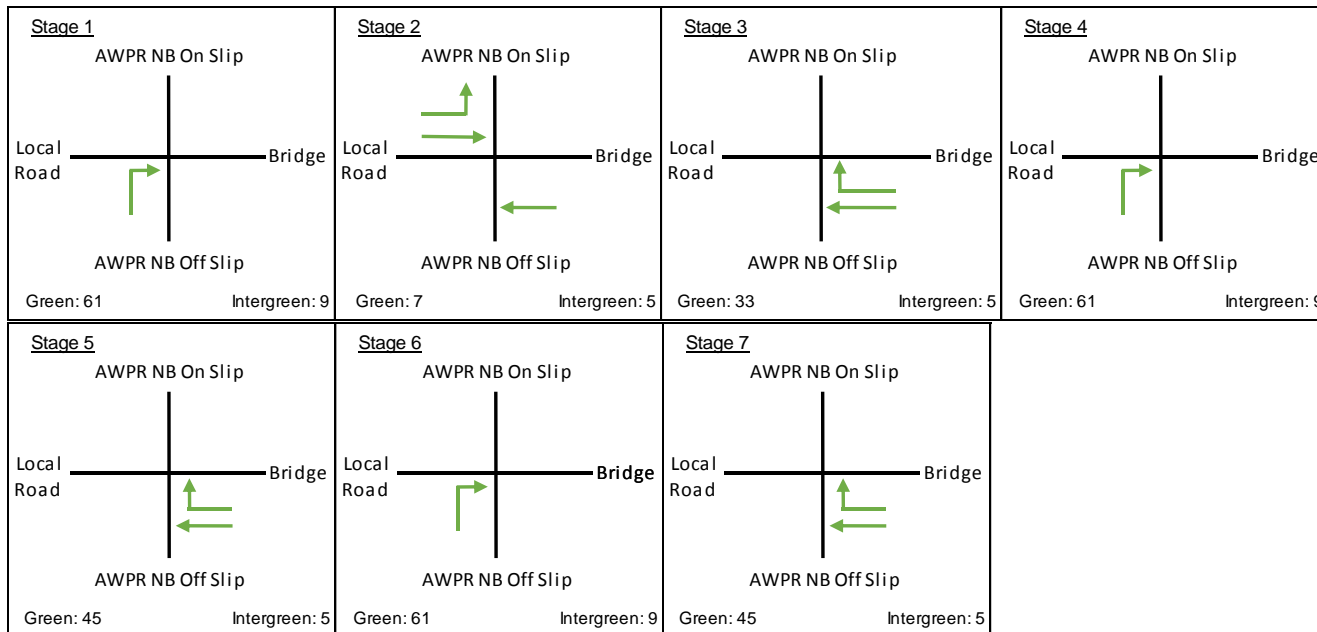 Stage 1
AWPR NB On Slip
Local
Road
Bridge
AWPR NB Off Slip
Green: 61
Intergreen: 9
Stage 2
AWPR NB On Slip
Local
Road
Bridge
AWPR NB Off Slip
Green: 7
Intergreen: 5
Stage 3
AWPR NB On Slip
Local
Road
Bridge
AWPR NB Off Slip
Green: 33
Intergreen: 5
Stage 4
AWPR NB On Slip
Local
Road
Bridge
AWPR NB Off Slip
Green: 61
Intergreen: 9
Stage 5
AWPR NB On Slip
Local
Road
Bridge
AWPR NB Off Slip
Green: 45
Intergreen: 5
Stage 6
AWPR NB On Slip
Local
Road
Bridge
AWPR NB Off Slip
Green: 61
Intergreen: 9
Stage 7
AWPR NB On Slip
Local
Road
Bridge
AWPR NB Off Slip
Green: 45
Intergreen: 5